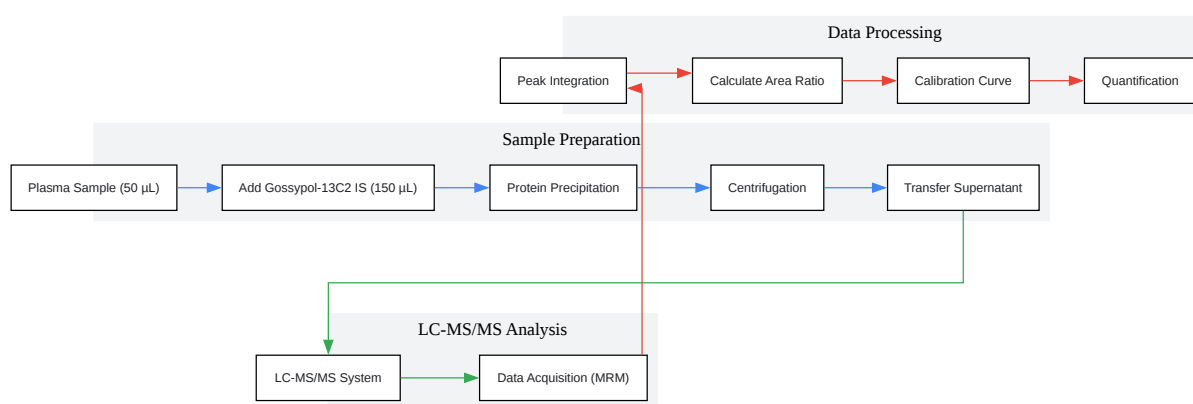 Data Processing
Peak Integration
Calculate Area Ratio
Calibration Curve
Quantification
Sample Preparation
Plasma Sample (50 µL)
Add Gossypol-13C2 IS (150 µL)
Protein Precipitation
Centrifugation
Transfer Supernatant
LC-MS/MS Analysis
LC-MS/MS System
Data Acquisition (MRM)